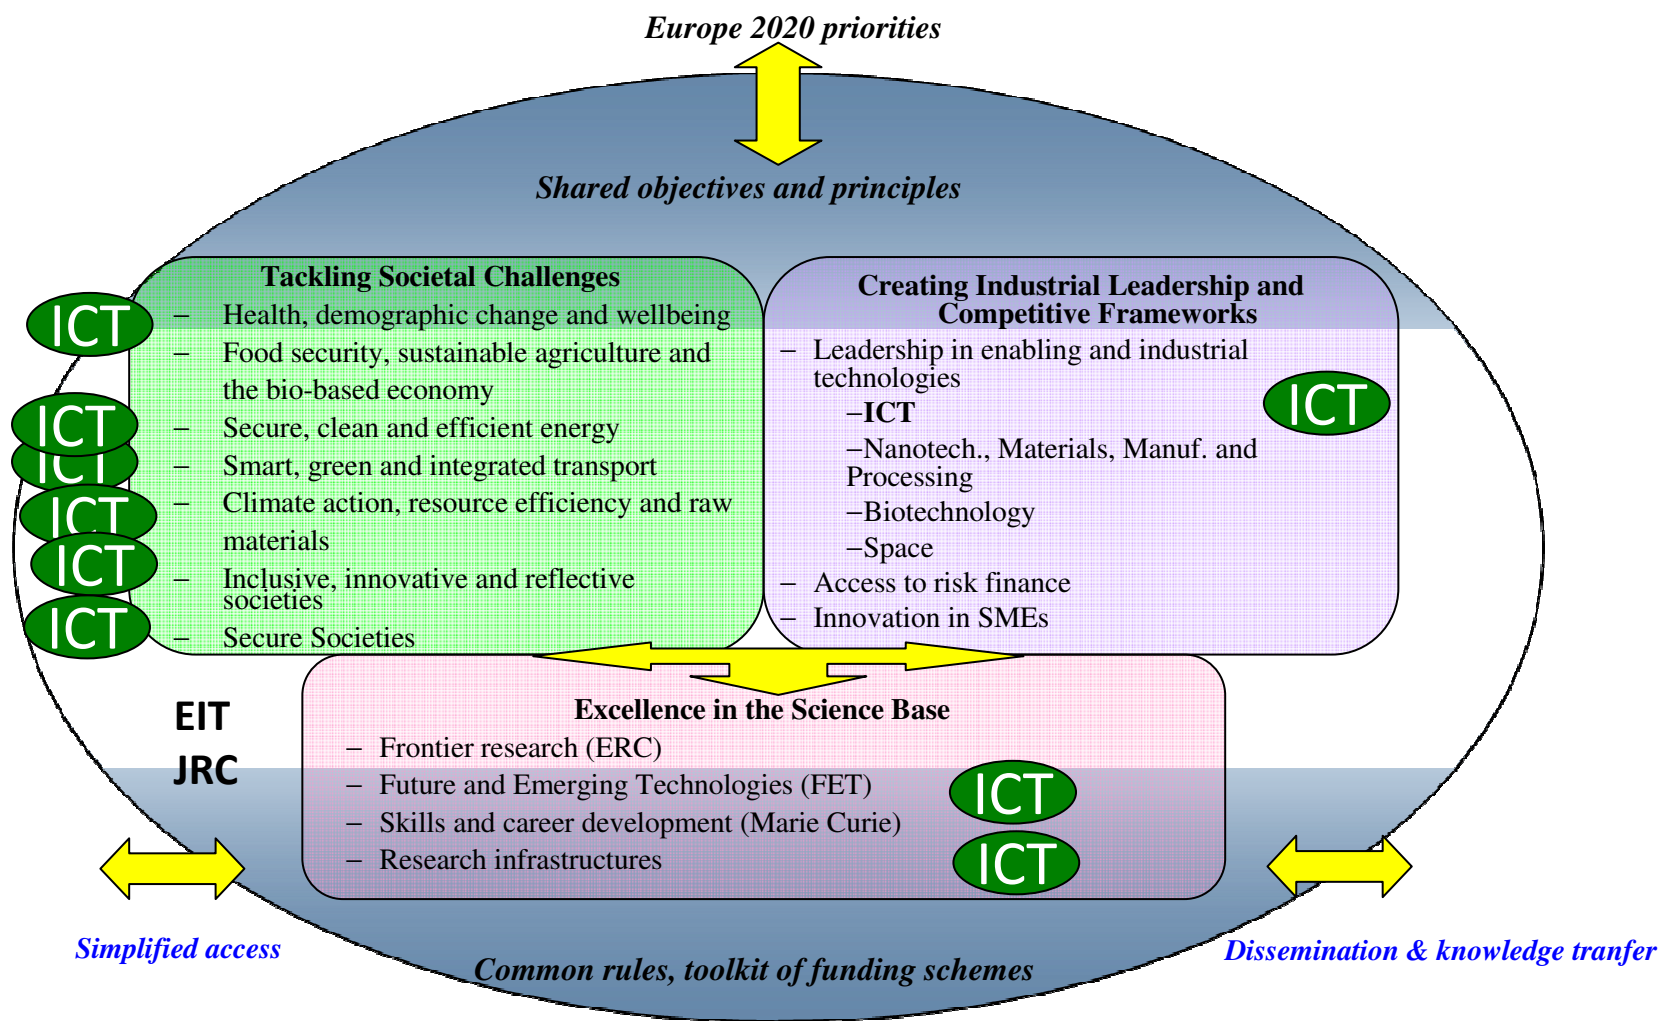 Europe 2020 priorities
Shared objectives and principles
Tackling Societal Challenges
ICT
– Health, demographic change and wellbeing
– Food security, sustainable agriculture and
the bio-based economy
ICT
– Secure, clean and efficient energy
ICT
– Smart, green and integrated transport
ICT
– Climate action, resource efficiency and raw
materials
ICT
– Inclusive, innovative and reflective
societies
ICT
– Secure Societies
Creating Industrial Leadership and
Competitive Frameworks
– Leadership in enabling and industrial
technologies
ICT
–ICT
–Nanotech., Materials, Manuf. and
Processing
–Biotechnology
–Space
– Access to risk finance
– Innovation in SMEs
EIT
JRC
Excellence in the Science Base
– Frontier research (ERC)
– Future and Emerging Technologies (FET)
ICT
– Skills and career development (Marie Curie)
– Research infrastructures
ICT
Simplified access
Common rules, toolkit of funding schemes
Dissemination & knowledge tranfer